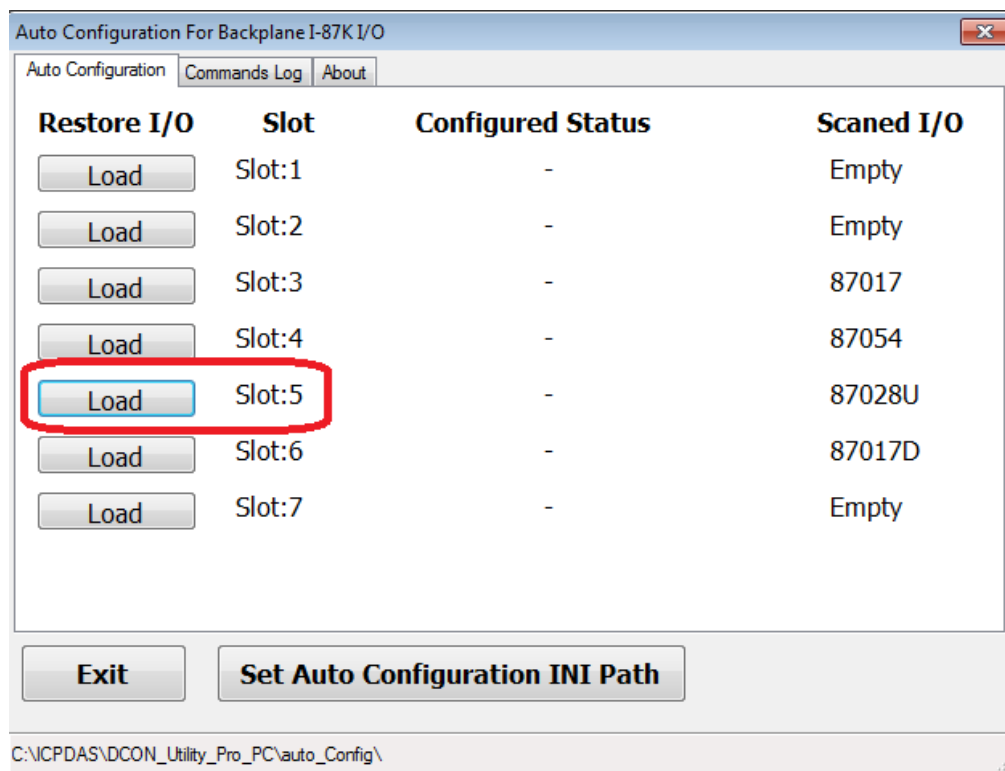 Auto Configuration For Backplane I-87K I/O
Auto Configuration Commands Log About
Restore I/O Slot Configured Status Scaned I/O
Load Slot:1 - Empty
Load Slot:2 - Empty
Load Slot:3 - 87017
Load Slot:4 - 87054
Load Slot:5 - 87028U
Load Slot:6 - 87017D
Load Slot:7 - Empty
Exit Set Auto Configuration INI Path
C:\ICPDAS\DCON_Utility_Pro_PC\auto_Config\